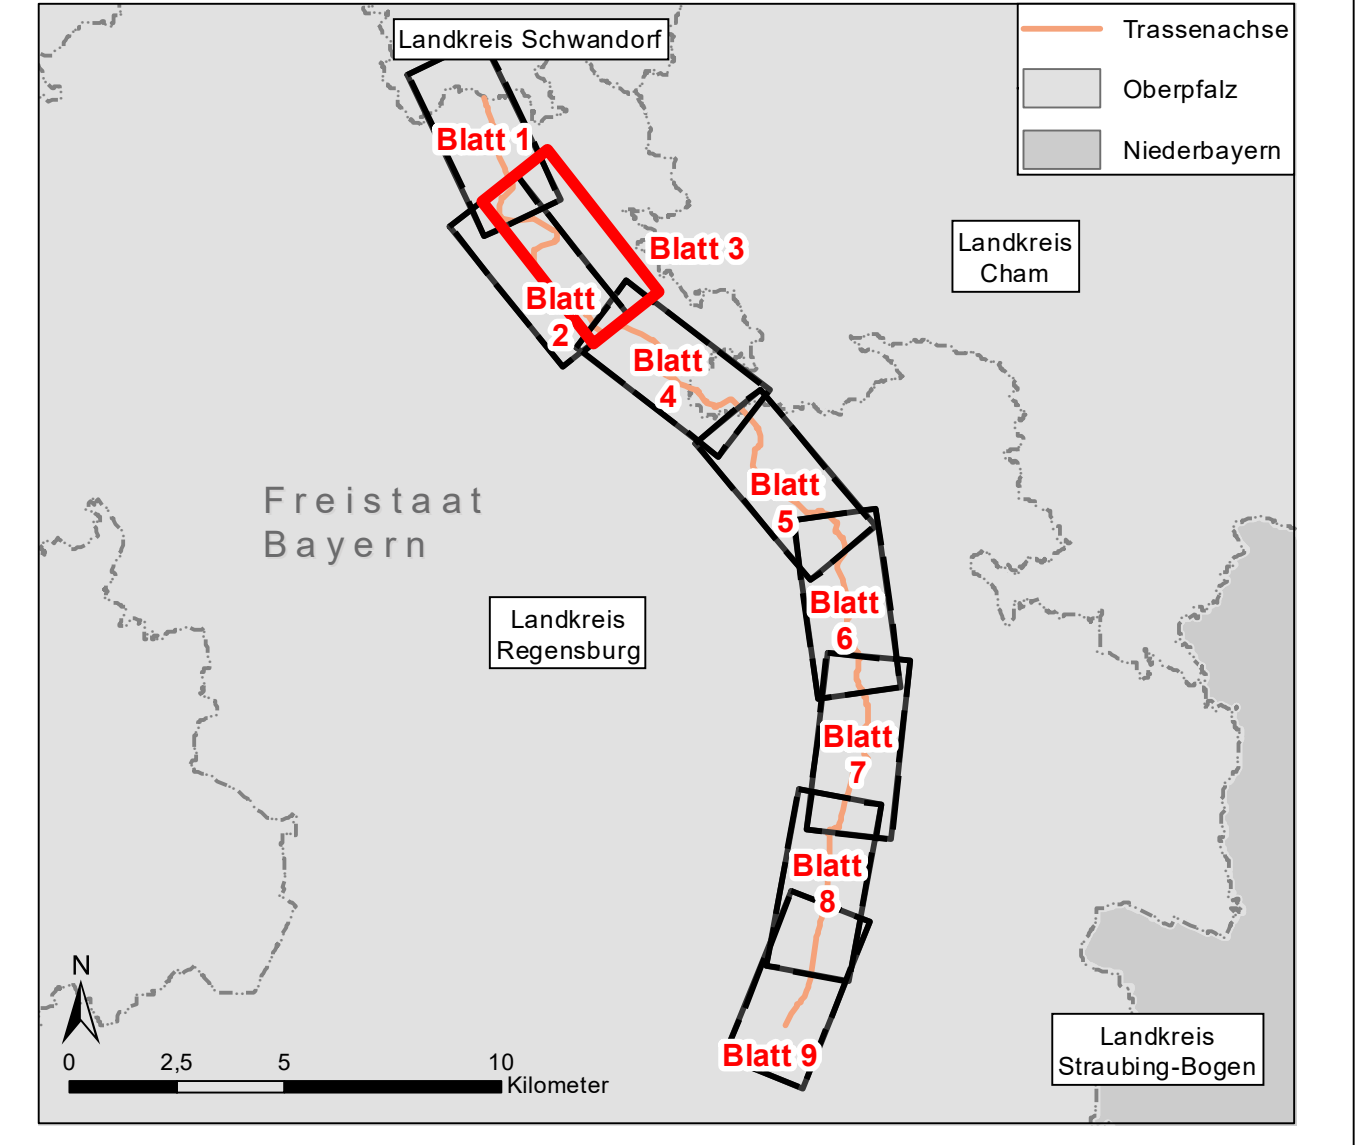 Landkreis Schwandorf
Trassenachse
Oberpfalz
Niederbayern
Blatt 1
Blatt 3
Landkreis
Cham
Blatt
2
Blatt
4
Freistaat
Bayern
Blatt
5
Landkreis
Regensburg
Blatt
6
Blatt
7
Blatt
8
N
Landkreis
Straubing-Bogen
Blatt 9
0 2,5 5 10
Kilometer